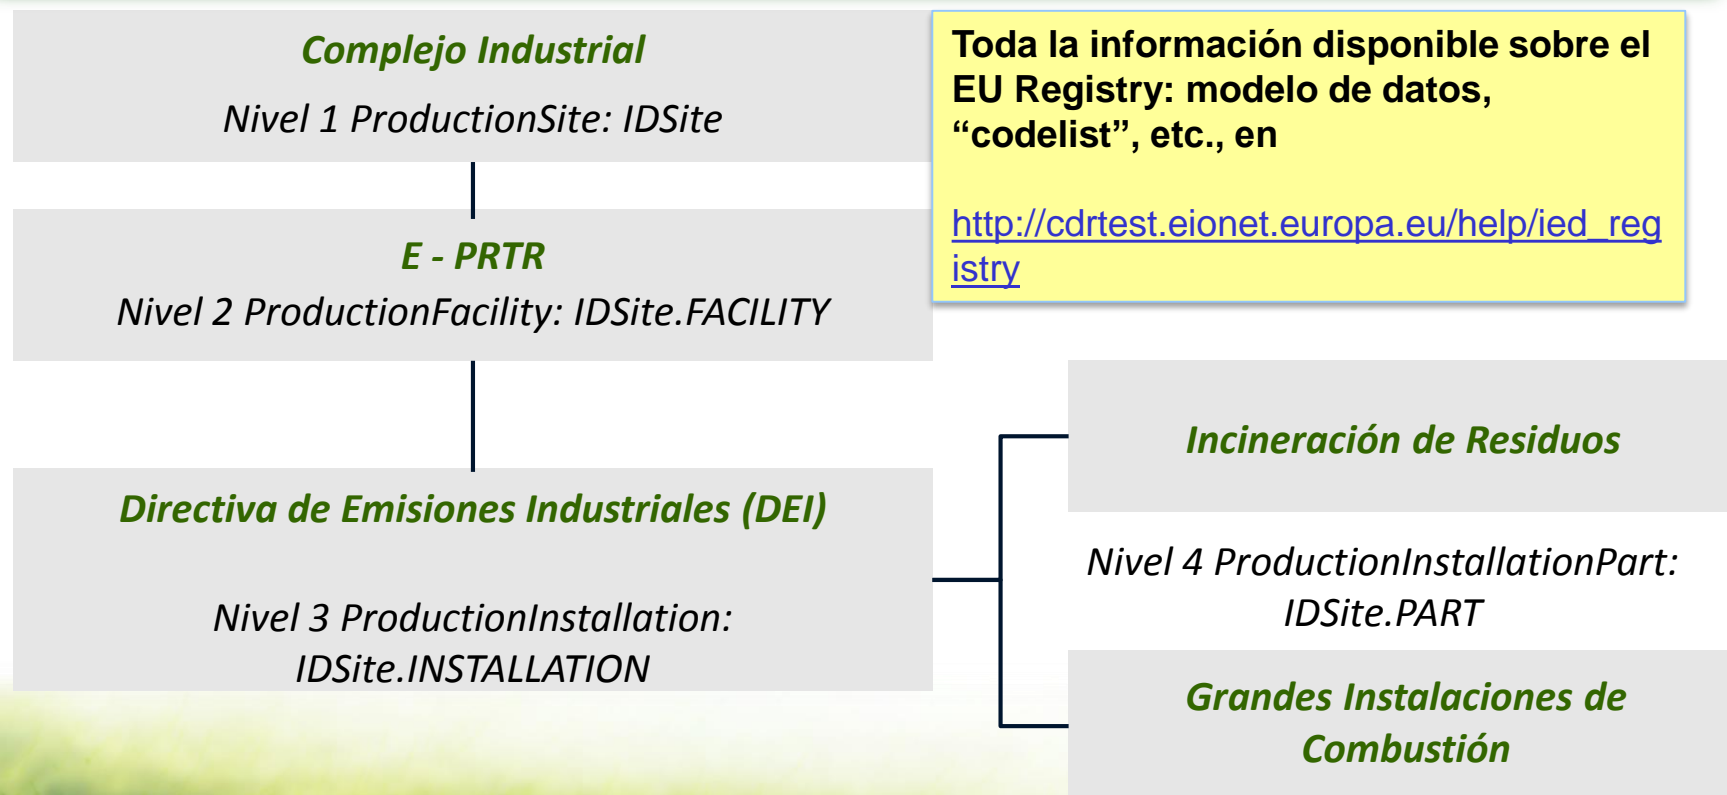 Complejo Industrial
Nivel 1 ProductionSite: IDSite
Toda la información disponible sobre el
EU Registry: modelo de datos,
“codelist”, etc., en
http://cdrtest.eionet.europa.eu/help/ied_reg
istry
E - PRTR
Nivel 2 ProductionFacility: IDSite.FACILITY
Directiva de Emisiones Industriales (DEI)
Nivel 3 ProductionInstallation:
IDSite.INSTALLATION
Incineración de Residuos
Nivel 4 ProductionInstallationPart:
IDSite.PART
Grandes Instalaciones de
Combustión